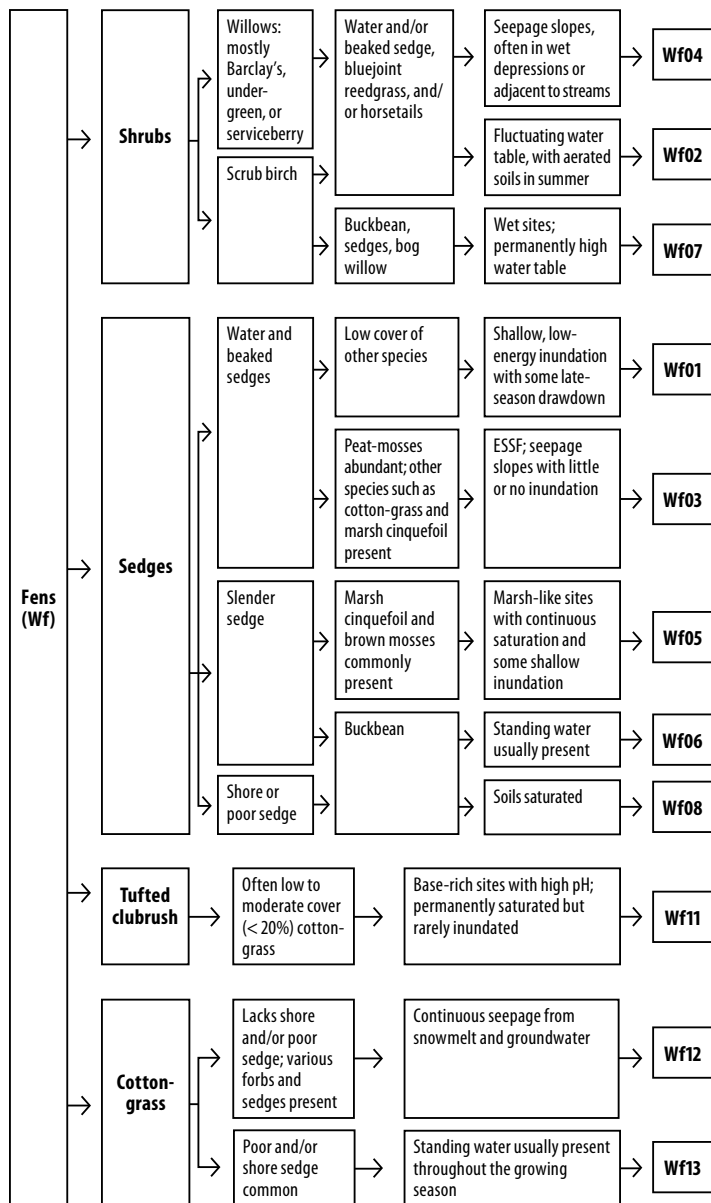 Fens
(Wf)
Shrubs
Willows:
mostly
Barclay's,
under-
green, or
serviceberry
Water and/or
beaked sedge,
bluejoint
reedgrass, and/
or horsetails
Seepage slopes,
often in wet
depressions or
adjacent to streams
Wf04
Fluctuating water
table, with aerated
soils in summer
Wf02
Scrub birch
Buckbean,
sedges, bog
willow
Wet sites;
permanently high
water table
Wf07
Sedges
Water and
beaked
sedges
Low cover of
other species
Shallow, low-
energy inundation
with some late-
season drawdown
Wf01
Peat-mosses
abundant; other
species such as
cotton-grass and
marsh cinquefoil
present
ESSF; seepage
slopes with little
or no inundation
Wf03
Slender
sedge
Marsh
cinquefoil and
brown mosses
commonly
present
Marsh-like sites
with continuous
saturation and
some shallow
inundation
Wf05
Buckbean
Standing water
usually present
Wf06
Shore or
poor sedge
Soils saturated
Wf08
Tufted
clubrush
Often low to
moderate cover
(< 20%) cotton-
grass
Base-rich sites with high pH;
permanently saturated but
rarely inundated
Wf11
Cotton-
grass
Lacks shore
and/or poor
sedge; various
forbs and
sedges present
Continuous seepage from
snowmelt and groundwater
Wf12
Poor and/or
shore sedge
common
Standing water usually present
throughout the growing
season
Wf13